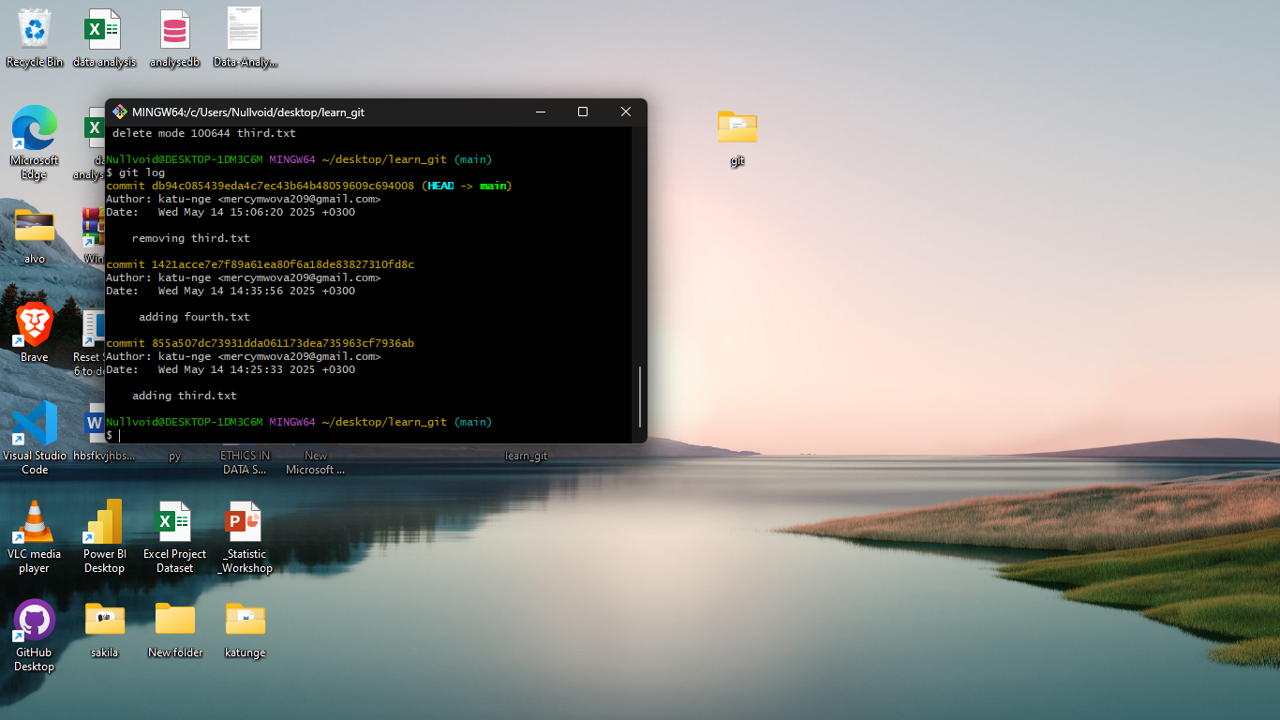 Recycle Bin
data analysis
analysedb
Data-Analy...
MINGW64:/c/Users/Nullvoid/desktop/learn_git
delete mode 100644 third.txt
Nullvoid@DESKTOP-1DM3C6M MINGW64 ~/desktop/learn_git (main)
$ git log
commit db94c085439eda4c7ec43b64b48059609c694008 (HEAD -> main)
Author: katu-nge <mercymwova209@gmail.com>
Date:   Wed May 14 15:06:20 2025 +0300
removing third.txt
commit 1421acce7e7f89a61ea80f6a18de83827310fd8c
Author: katu-nge <mercymwova209@gmail.com>
Date:   Wed May 14 14:35:56 2025 +0300
adding fourth.txt
commit 855a507dc73931dda061173dea735963cf7936ab
Author: katu-nge <mercymwova209@gmail.com>
Date:   Wed May 14 14:25:33 2025 +0300
adding third.txt
Nullvoid@DESKTOP-1DM3C6M MINGW64 ~/desktop/learn_git (main)
$
git
Microsoft
Edge
alvo
Brave
Reset
6 to de
Visual Studio
Code
hbsfkvjhbs...
py
ETHICS IN
DATA S...
New
Microsoft ...
learn_git
VLC media
player
Power BI
Desktop
Excel Project
Dataset
_Statistic
_Workshop
GitHub
Desktop
sakila
New folder
katunge